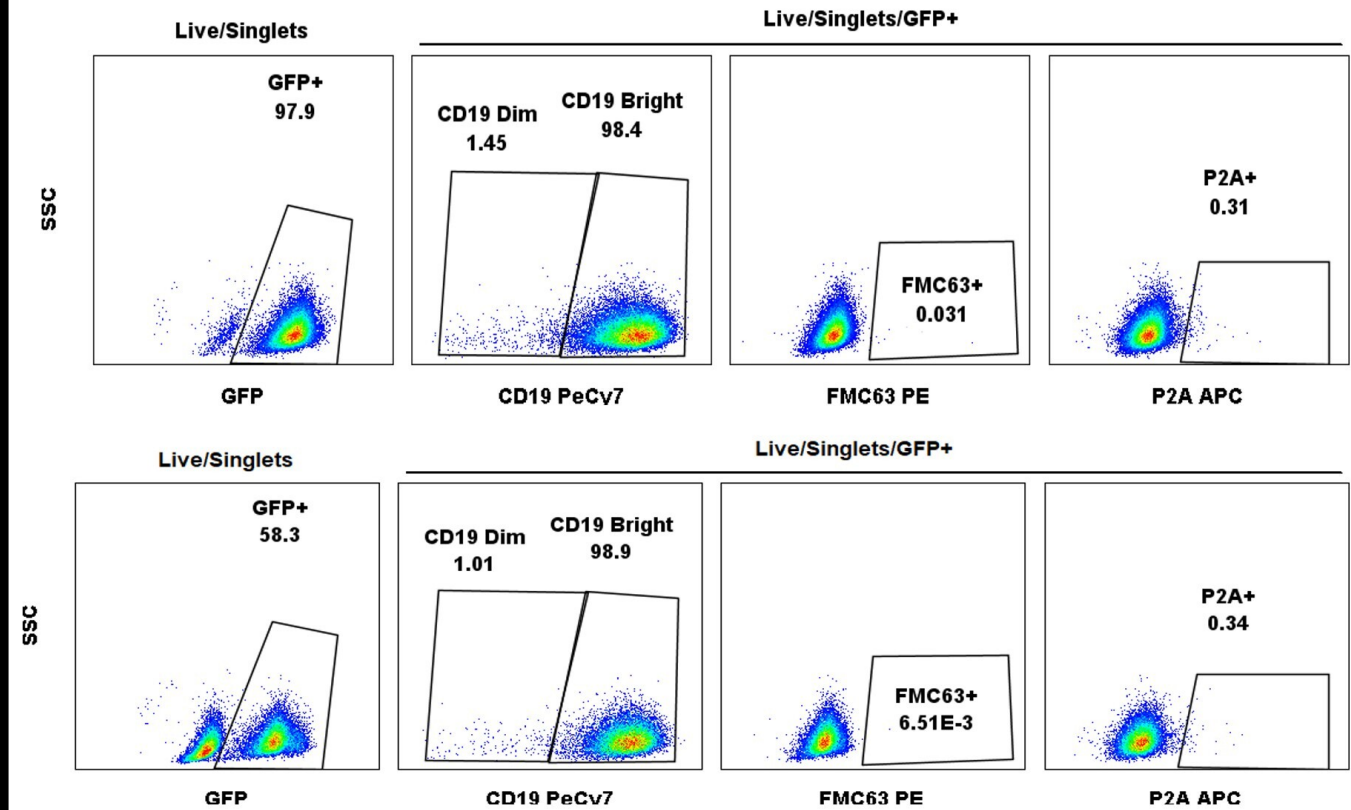 Live/Singlets
Live/Singlets/GFP+
GFP+
97.9
CD19 Dim
1.45
CD19 Bright
98.4
FMC63+
0.031
P2A+
0.31
SSC
GFP
CD19 PeCy7
FMC63 PE
P2A APC
Live/Singlets
Live/Singlets/GFP+
GFP+
58.3
CD19 Dim
1.01
CD19 Bright
98.9
FMC63+
6.51E-3
P2A+
0.34
SSC
GFP
CD19 PeCy7
FMC63 PE
P2A APC